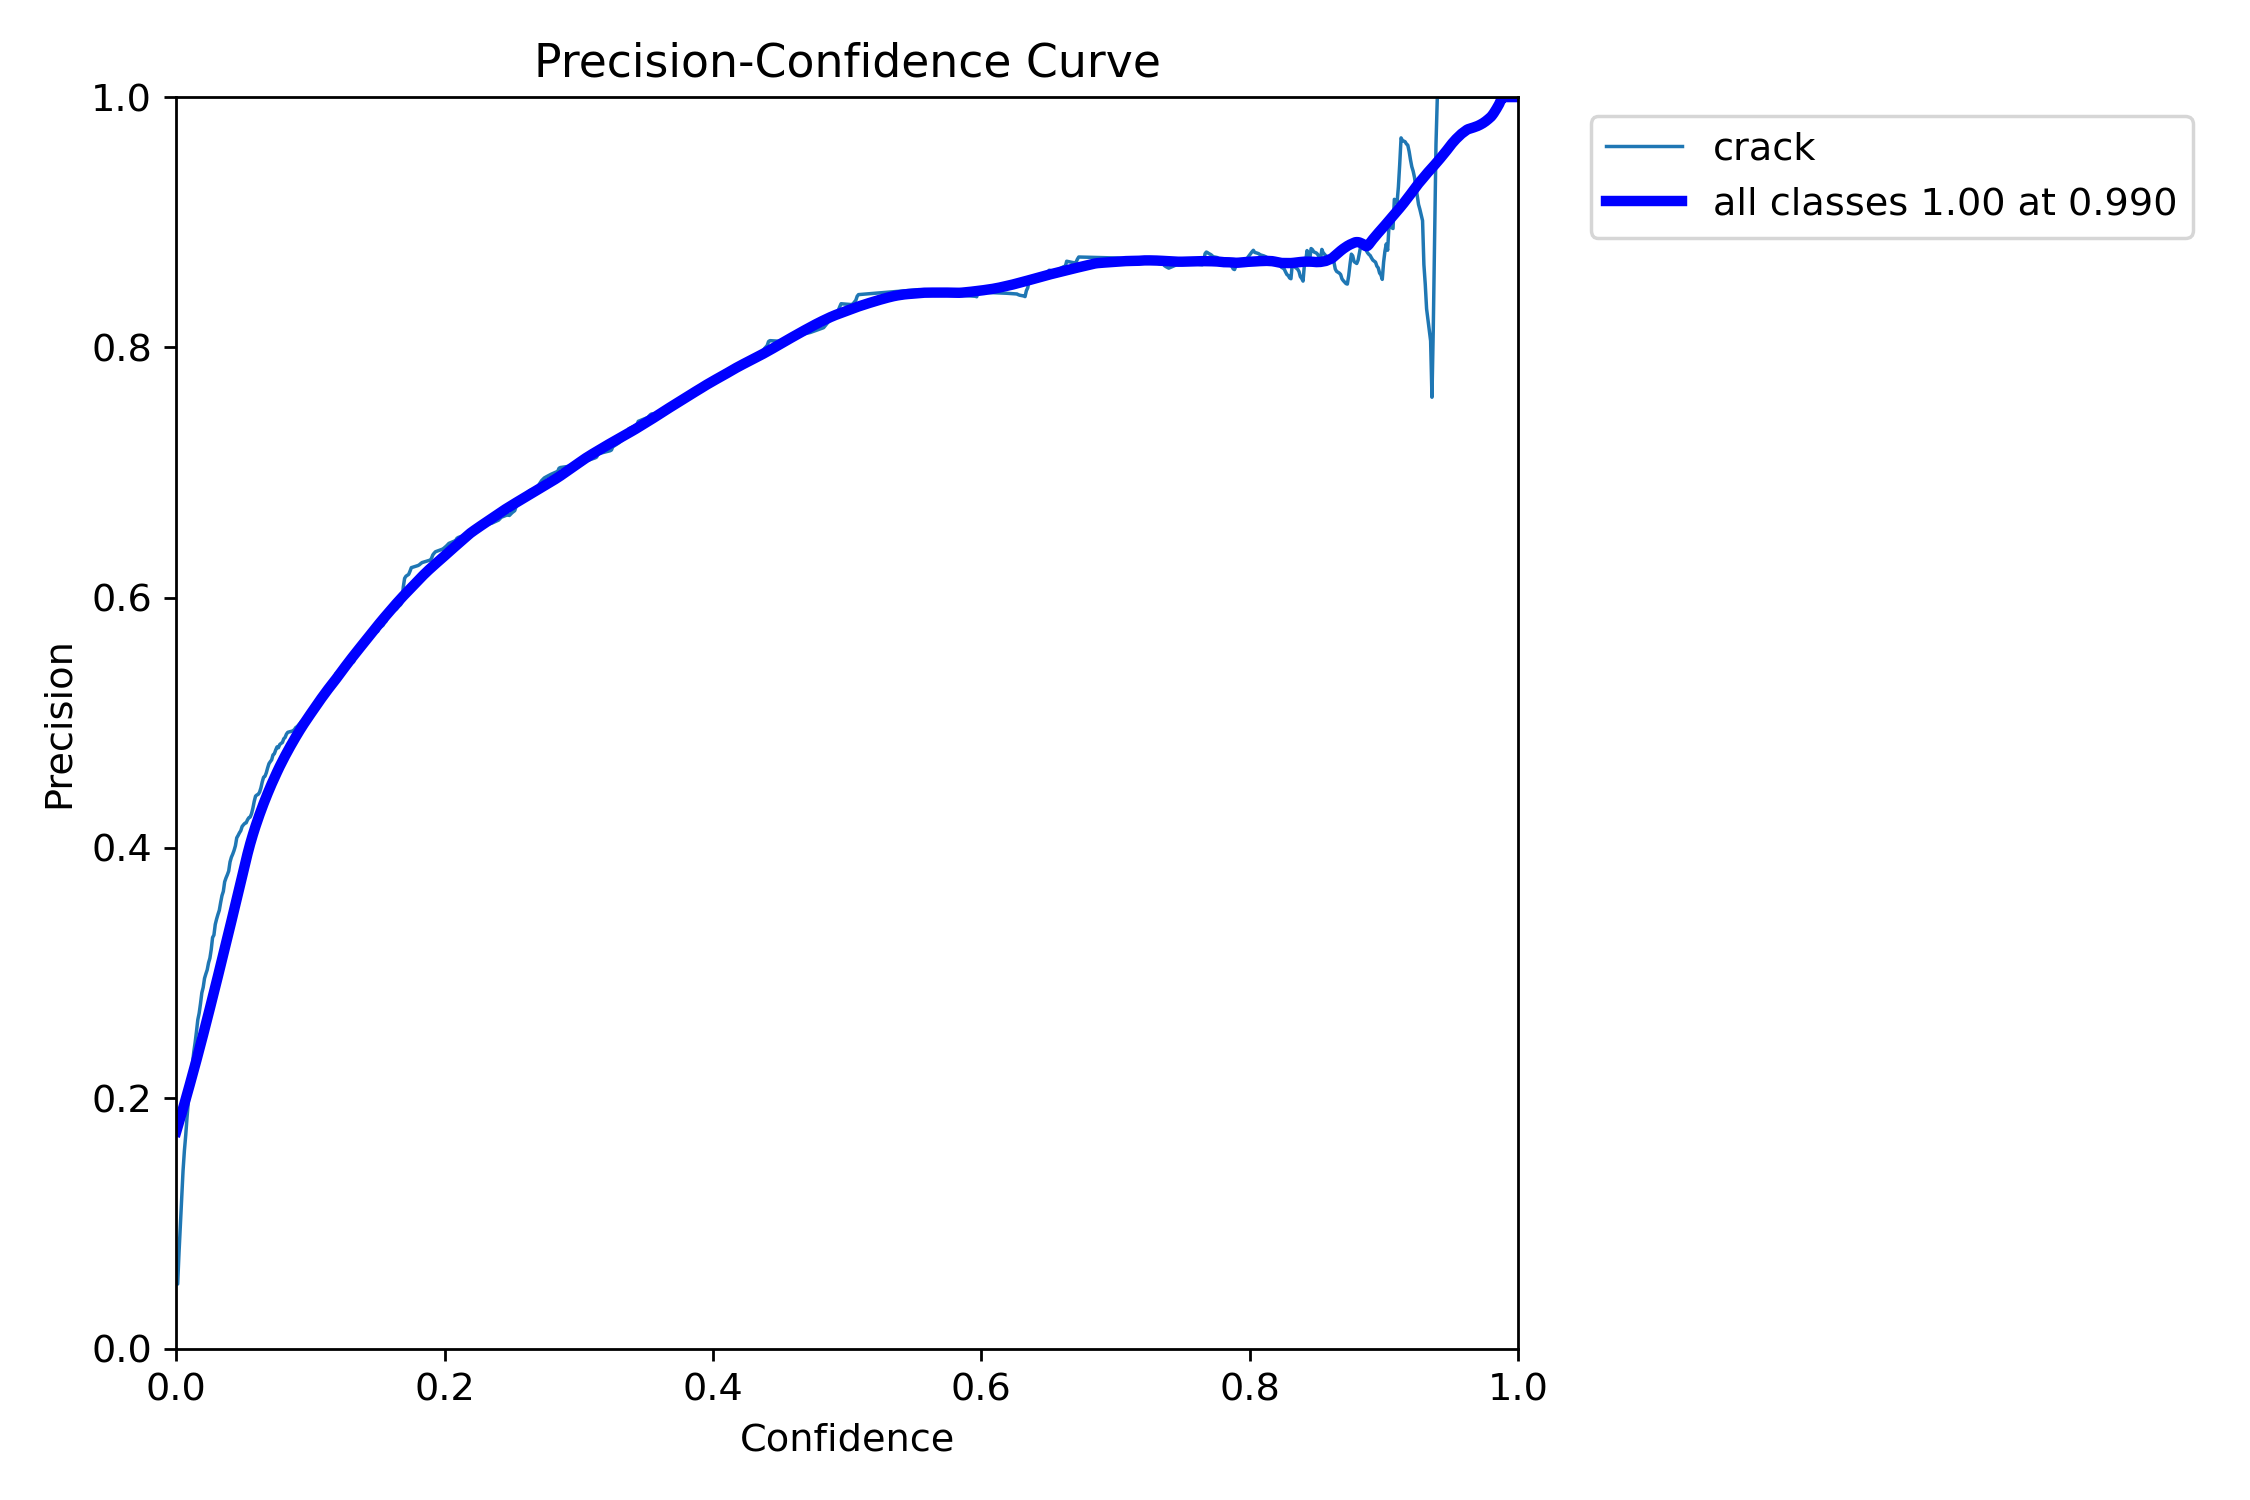 Precision-Confidence Curve
1.0
0.8
0.6
0.4
0.2
0.0
Precision
0.0 0.2 0.4 0.6 0.8 1.0
Confidence
crack
all classes 1.00 at 0.990